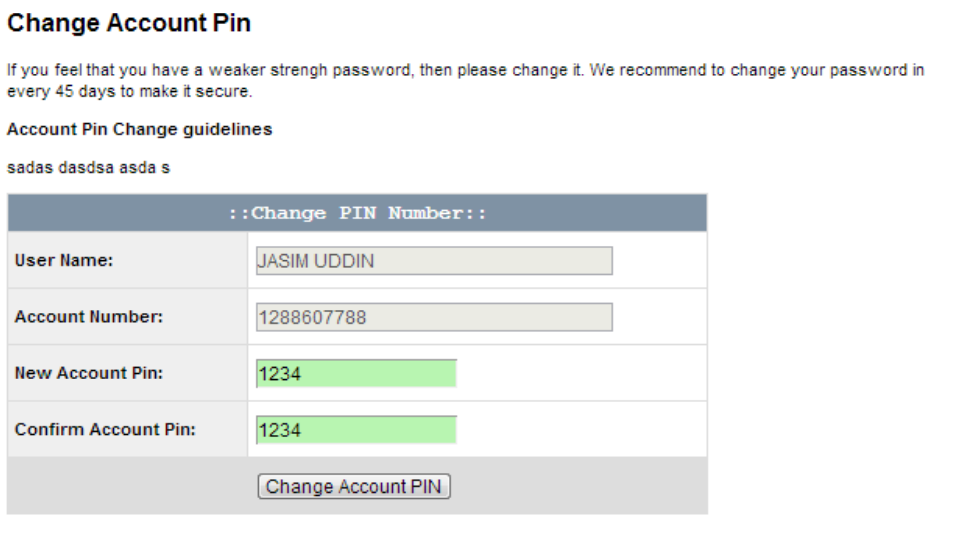 Change Account Pin
If you feel that you have a weaker strengh password, then please change it. We recommend to change your password in
every 45 days to make it secure.
Account Pin Change guidelines
sadas dasdsa asda s
::Change PIN Number::
User Name: JASIM UDDIN
Account Number: 1288607788
New Account Pin: 1234
Confirm Account Pin: 1234
Change Account PIN